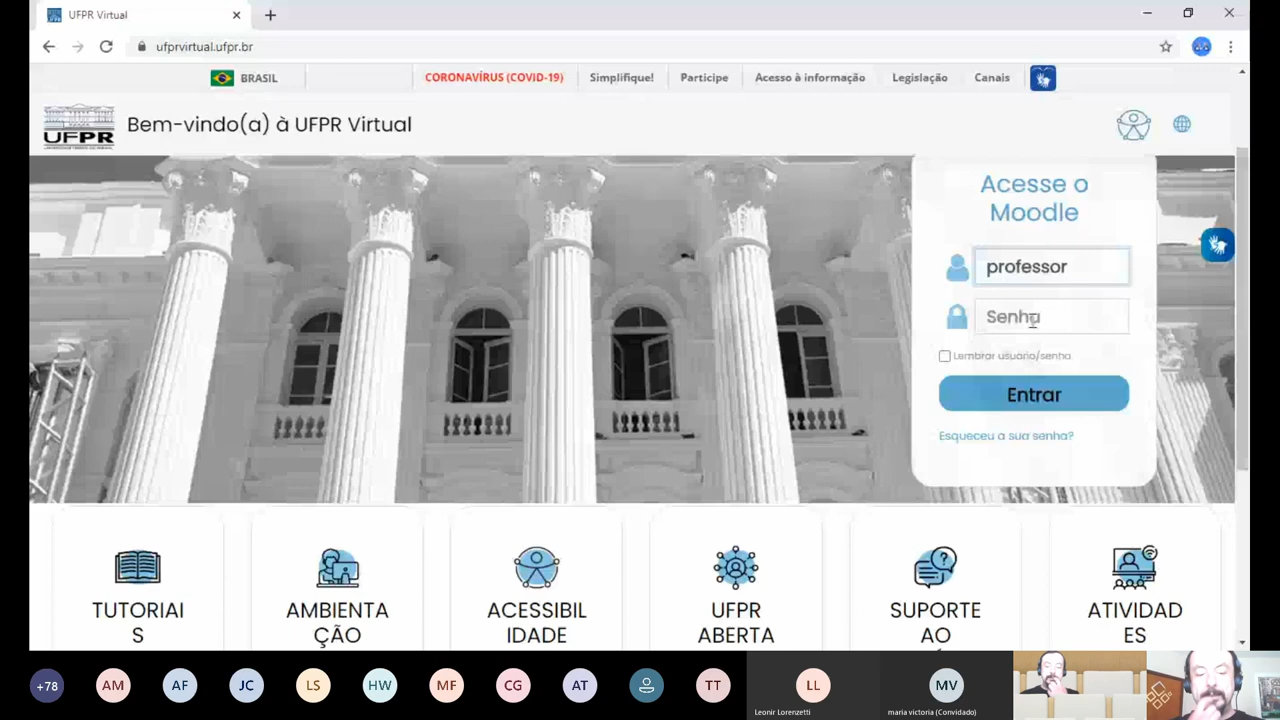 UFPR Virtual
ufprvirtual.ufpr.br
BRASIL
CORONAVÍRUS (COVID-19)
Simplifique!
Participe
Acesso à informação
Legislação
Canais
UFPR
Bem-vindo(a) à UFPR Virtual
Acesse o
Moodle
professor
Senha
Lembrar usuário/senha
Entrar
Esqueceu a sua senha?
TUTORIAI
S
AMBIENTA
ÇÃO
ACESSIBIL
IDADE
UFPR
ABERTA
SUPORTE
AO
ATIVIDAD
ES
+78
AM
AF
JC
LS
HW
MF
CG
AT
TT
LL
Leonir Lorenzetti
MV
maria victoria (Convidado)